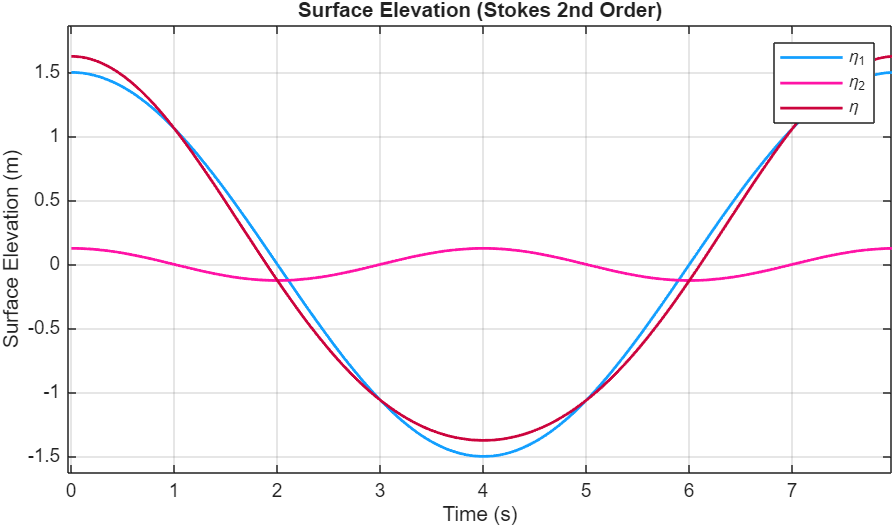 Surface Elevation (Stokes 2nd Order)
η₁
η₂
η
1.5
1
0.5
0
-0.5
-1
-1.5
Surface Elevation (m)
0 1 2 3 4 5 6 7
Time (s)